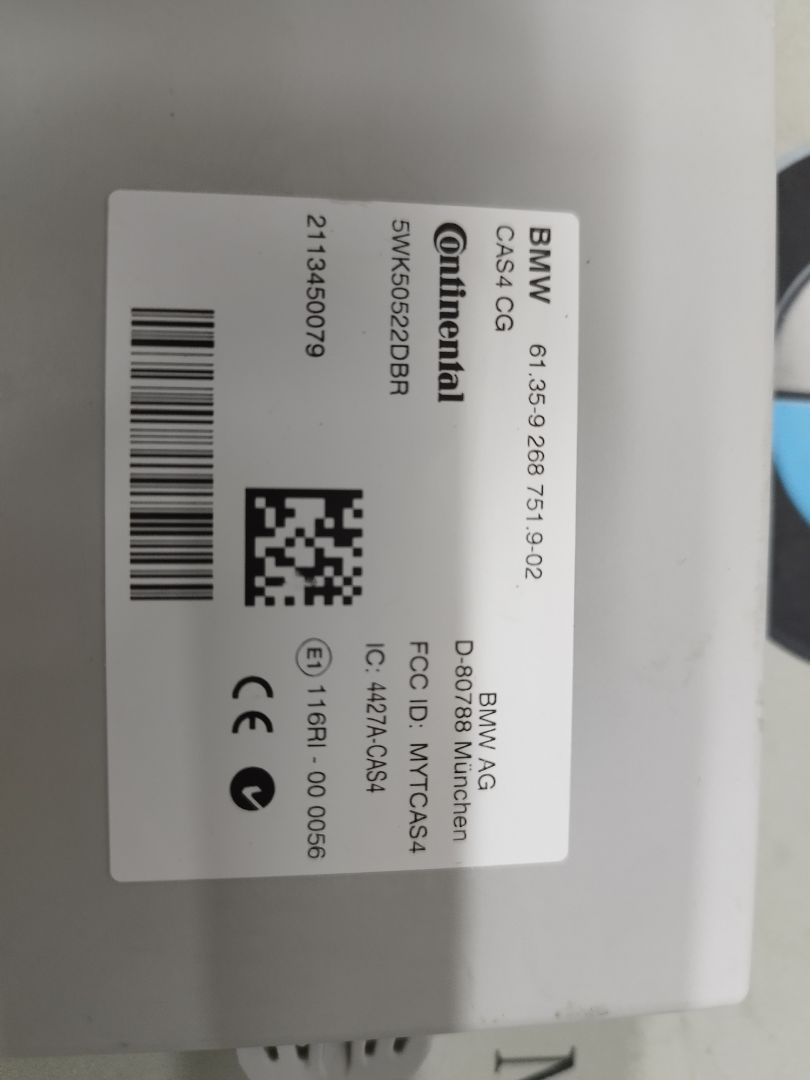 BMW 61.35-9 268 751.9-02
CAS4 CG
Continental
5WK50522DBR
2113450079
BMW AG
D-80788 München
FCC ID: MYTCAS4
IC: 4427A-CAS4
E1 116RI - 00 0056
CE
M